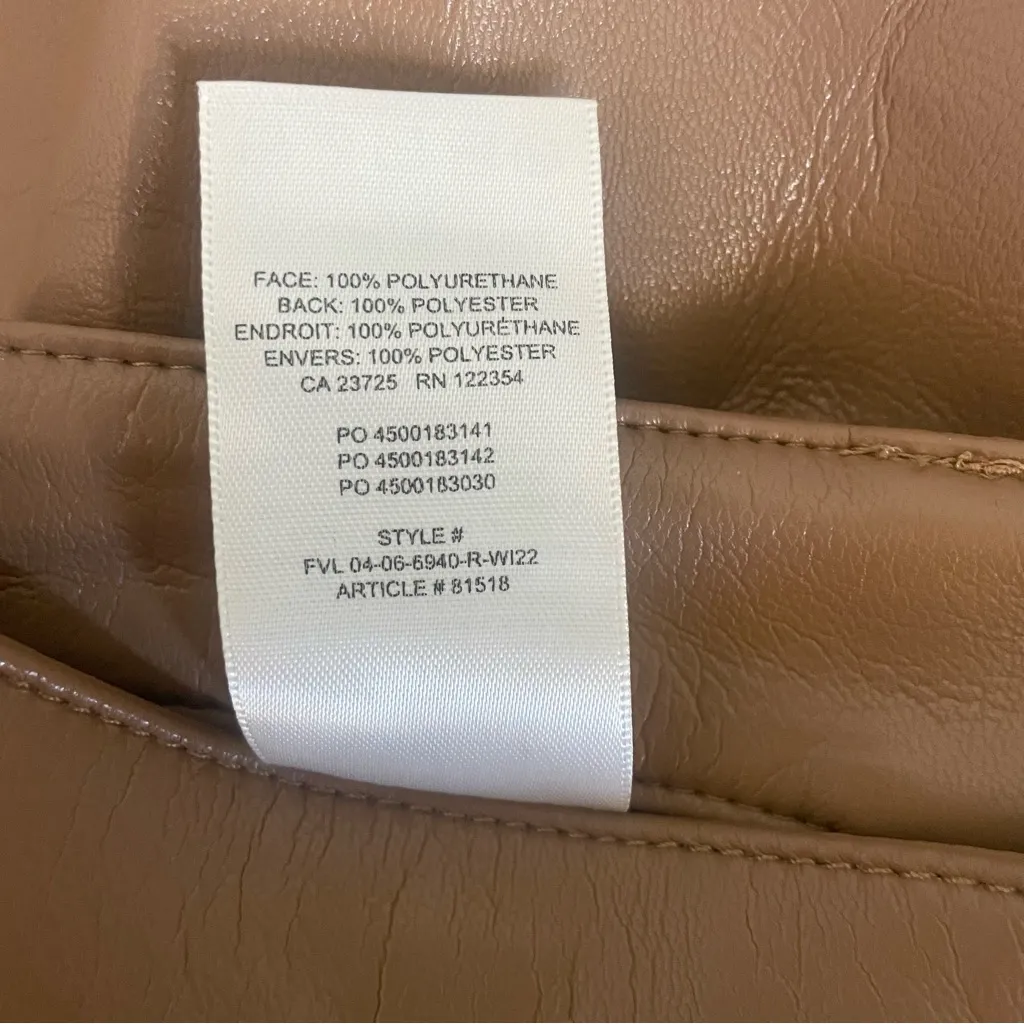 FACE: 100% POLYURETHANE
BACK: 100% POLYESTER
ENDROIT: 100% POLYURÉTHANE
ENVERS: 100% POLYESTER
CA 23725 RN 122354
PO 4500183141
PO 4500183142
PO 4500183030
STYLE #
FVL 04-06-6940-R-WI22
ARTICLE # 81518